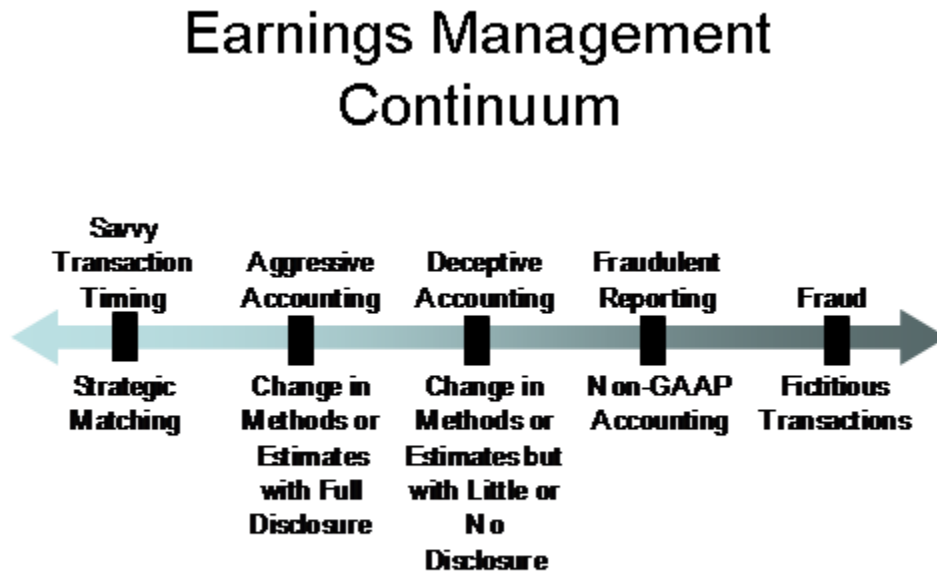 Earnings Management
Continuum
Savvy
Transaction
Timing
Aggressive
Accounting
Deceptive
Accounting
Fraudulent
Reporting
Fraud
Strategic
Matching
Change in
Methods or
Estimates
with Full
Disclosure
Change in
Methods or
Estimates but
with Little or
No
Disclosure
Non-GAAP
Accounting
Fictitious
Transactions